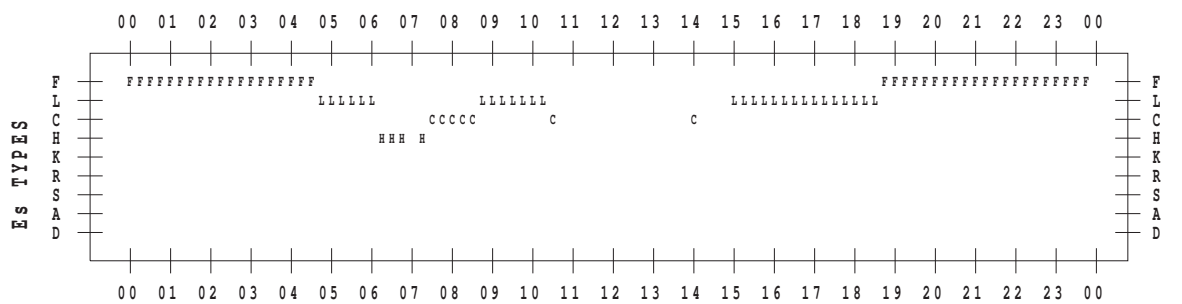 00 01 02 03 04 05 06 07 08 09 10 11 12 13 14 15 16 17 18 19 20 21 22 23 00
F FFFFFFFFFFFFFFFFFFF FFFFFFFFFFFFFFFFFFFFF F
L LLLLLL LLLLLLL LLLLLLLLLLLLLLL L
C CCCCC C C C
H HHH H H
K K
R R
S S
A A
D D
Es TYPES
00 01 02 03 04 05 06 07 08 09 10 11 12 13 14 15 16 17 18 19 20 21 22 23 00